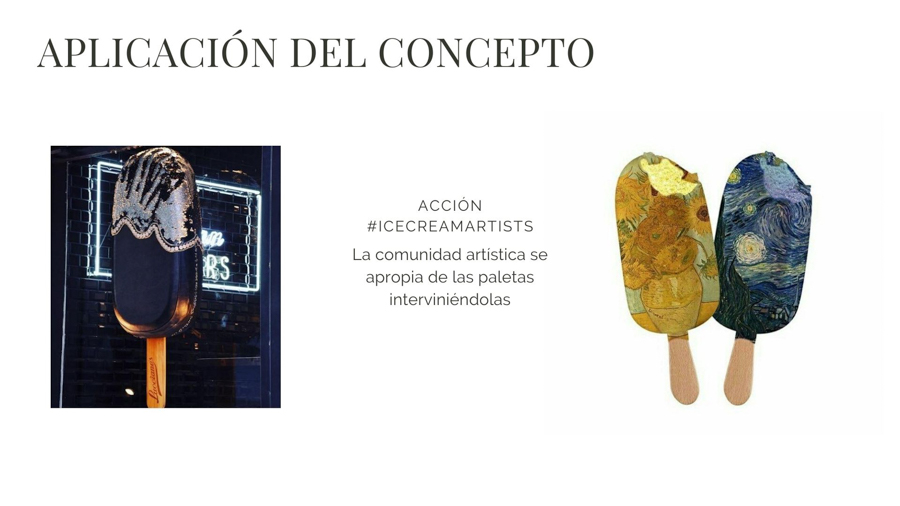 APLICACIÓN DEL CONCEPTO
ACCIÓN
#ICECREAMARTISTS
La comunidad artística se
apropia de las paletas
interviniéndolas